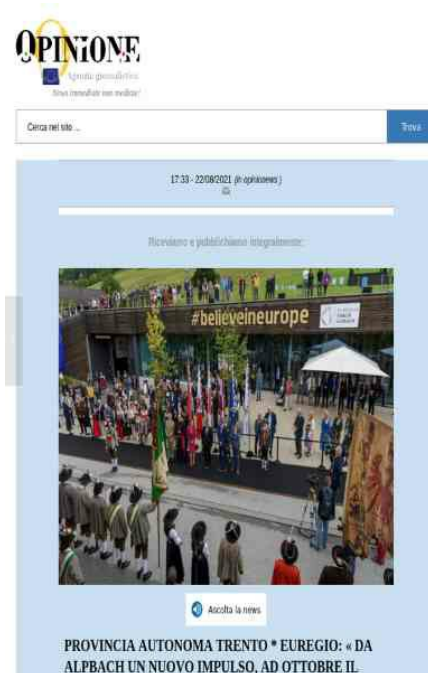 OPINIONE
Agenzia giornalistica
News immediate non mediate!
Cerca nel sito ...
Trova
17:33 - 22/08/2021 (in opinionews)
Riceviamo e pubblichiamo integralmente:
#believeineurope
Ascolta la news
PROVINCIA AUTONOMA TRENTO * EUREGIO: « DA
ALPBACH UN NUOVO IMPULSO, AD OTTOBRE IL